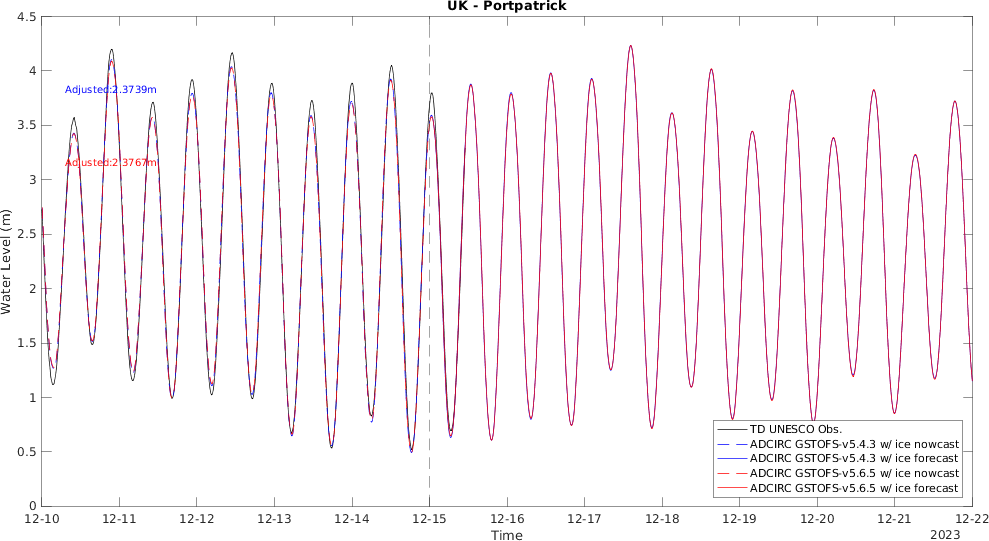 UK - Portpatrick
4.5
4
3.5
3
2.5
2
1.5
1
0.5
0
Water Level (m)
Adjusted:2.3739m
Adjusted:2.3767m
TD UNESCO Obs.
ADCIRC GSTOFS-v5.4.3 w/ ice nowcast
ADCIRC GSTOFS-v5.4.3 w/ ice forecast
ADCIRC GSTOFS-v5.6.5 w/ ice nowcast
ADCIRC GSTOFS-v5.6.5 w/ ice forecast
12-10 12-11 12-12 12-13 12-14 12-15 12-16 12-17 12-18 12-19 12-20 12-21 12-22
Time
2023